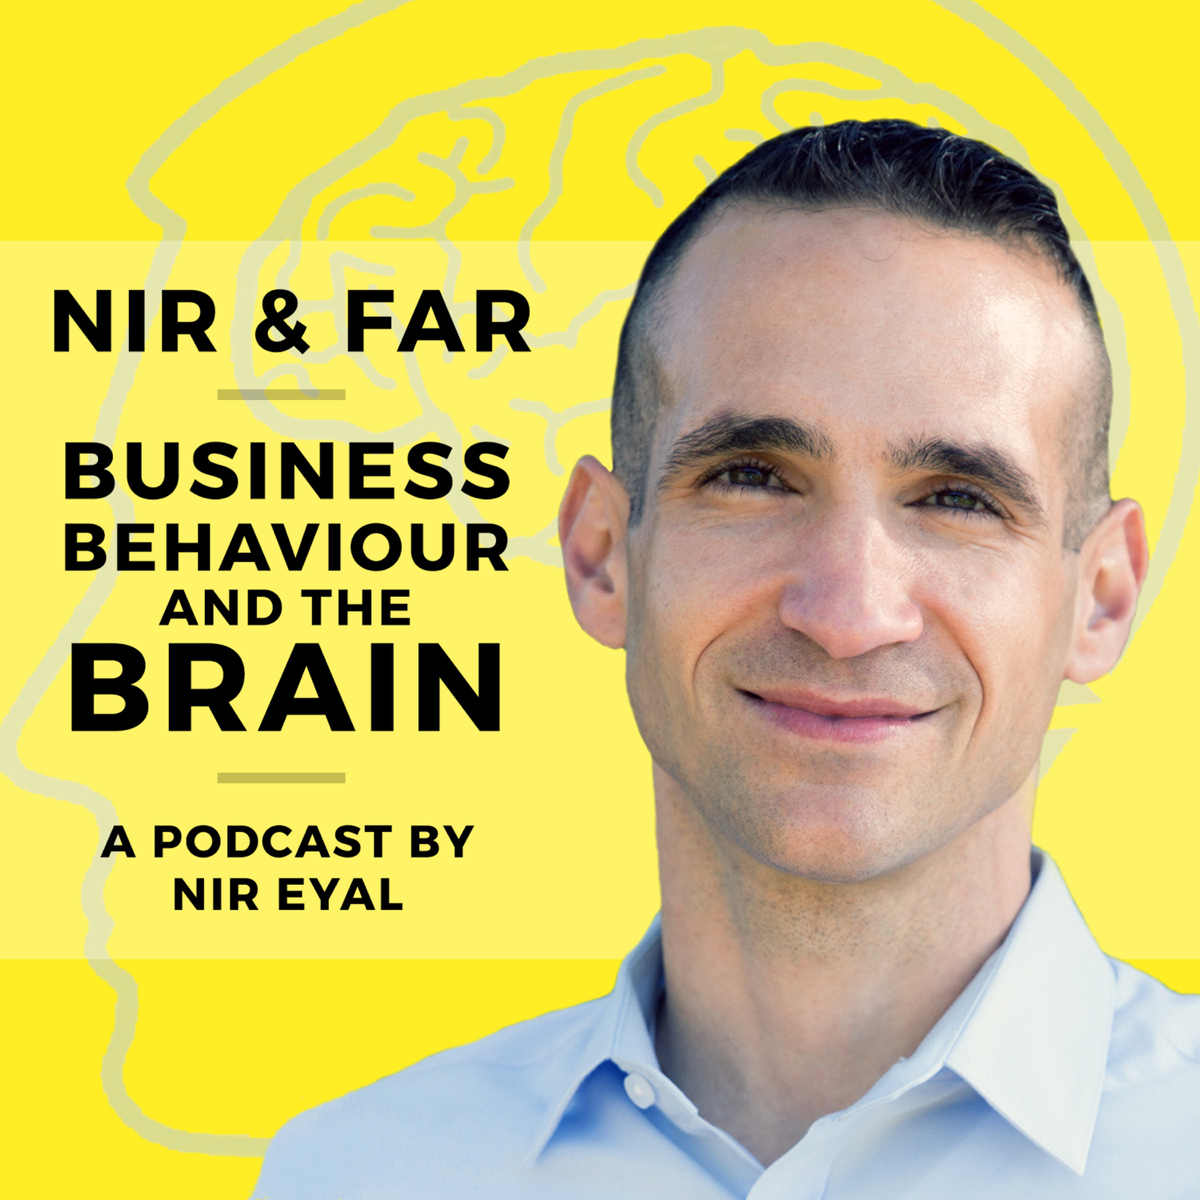 NIR & FAR
BUSINESS
BEHAVIOUR
AND THE
BRAIN
A PODCAST BY
NIR EYAL